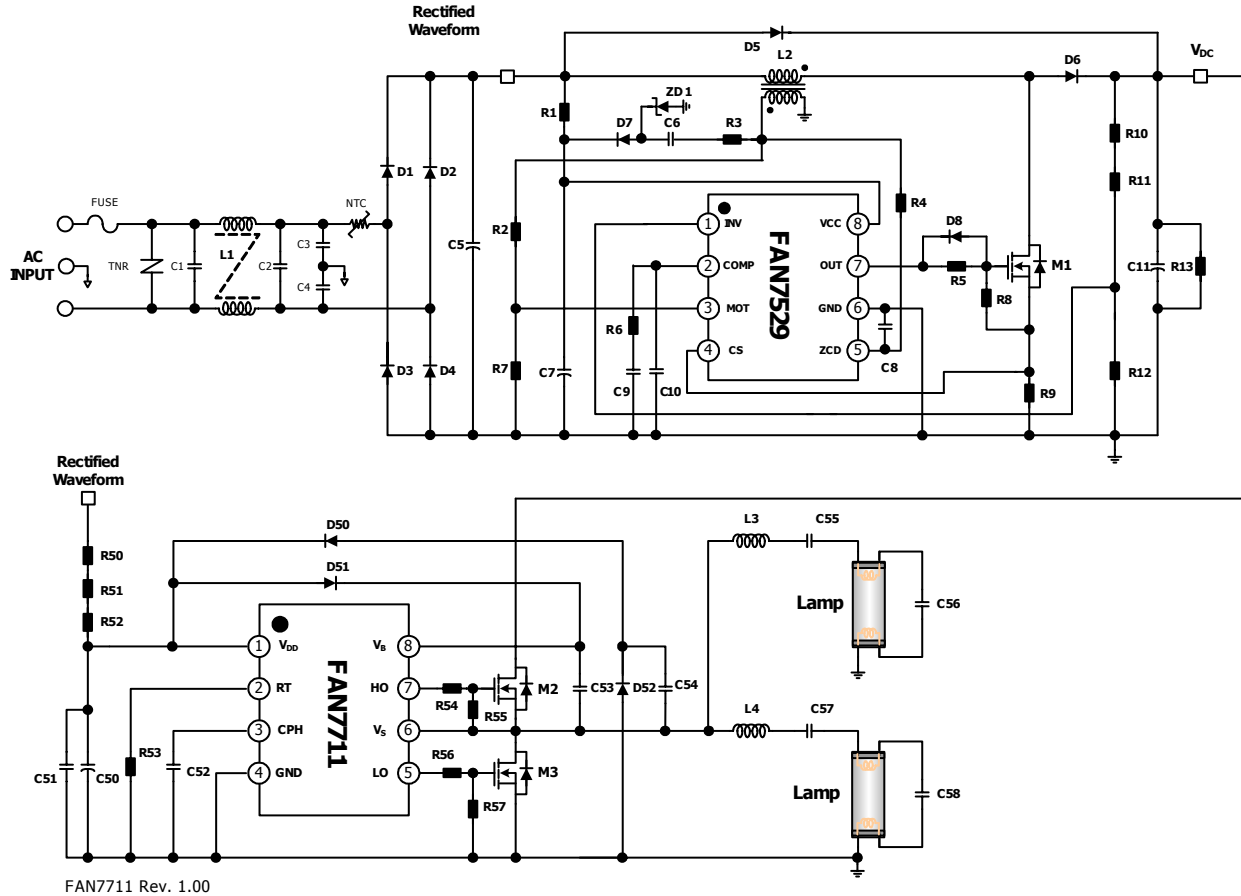 Rectified
Waveform
D5
L2
D6
VDC
R1
ZD1
D7
C6
R3
R10
R11
D1
D2
FUSE
NTC
R4
AC
INPUT
TNR
C1
L1
C2
C3
C4
C5
R2
1
INV
VCC
8
2
COMP
OUT
7
3
MOT
GND
6
4
CS
ZCD
5
FAN7529
D8
R5
R8
M1
C11
R13
R6
R7
C7
C9
C10
C8
R9
R12
D3
D4
Rectified
Waveform
R50
R51
R52
D50
D51
L3
C55
Lamp
C56
1
VDD
VB
8
2
RT
HO
7
3
CPH
VS
6
4
GND
LO
5
FAN7711
R54
R55
M2
C53
D52
C54
L4
C57
R56
R57
M3
R53
C51
C50
C52
Lamp
C58
FAN7711 Rev. 1.00